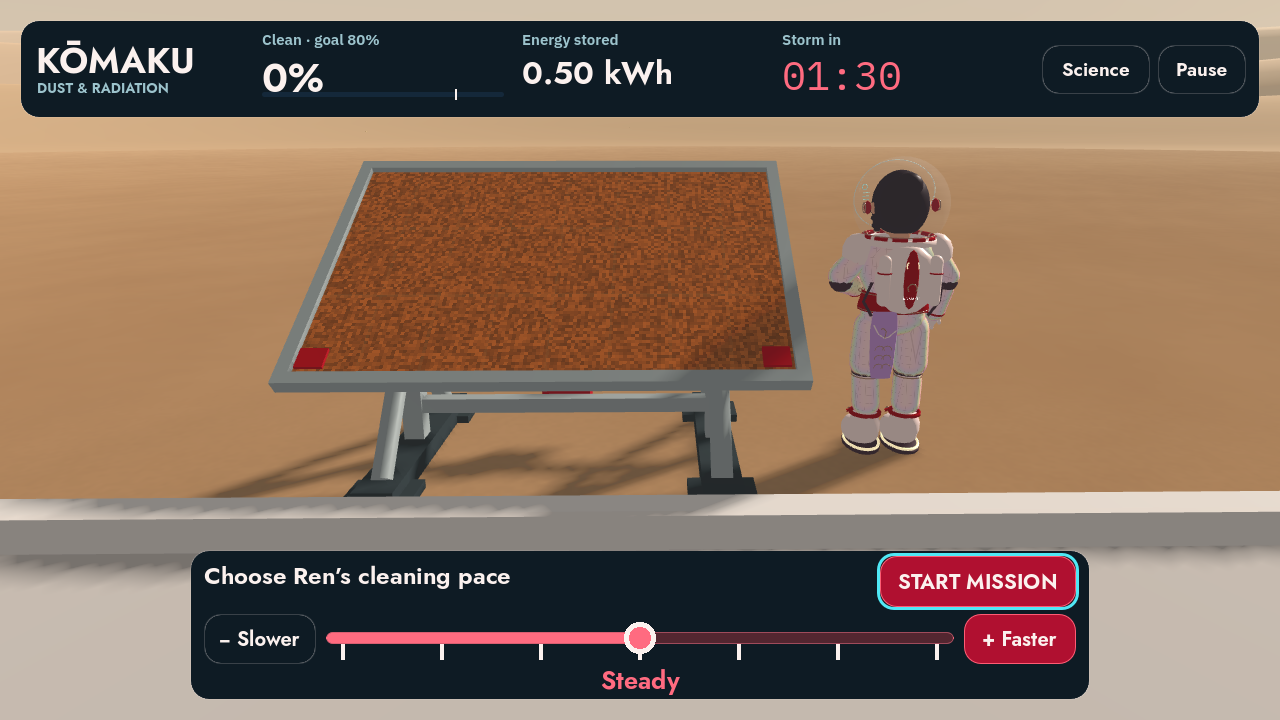 KŌMAKU
DUST & RADIATION
Clean · goal 80%
0%
Energy stored
0.50 kWh
Storm in
01:30
Science
Pause
Choose Ren's cleaning pace
START MISSION
– Slower
+ Faster
Steady